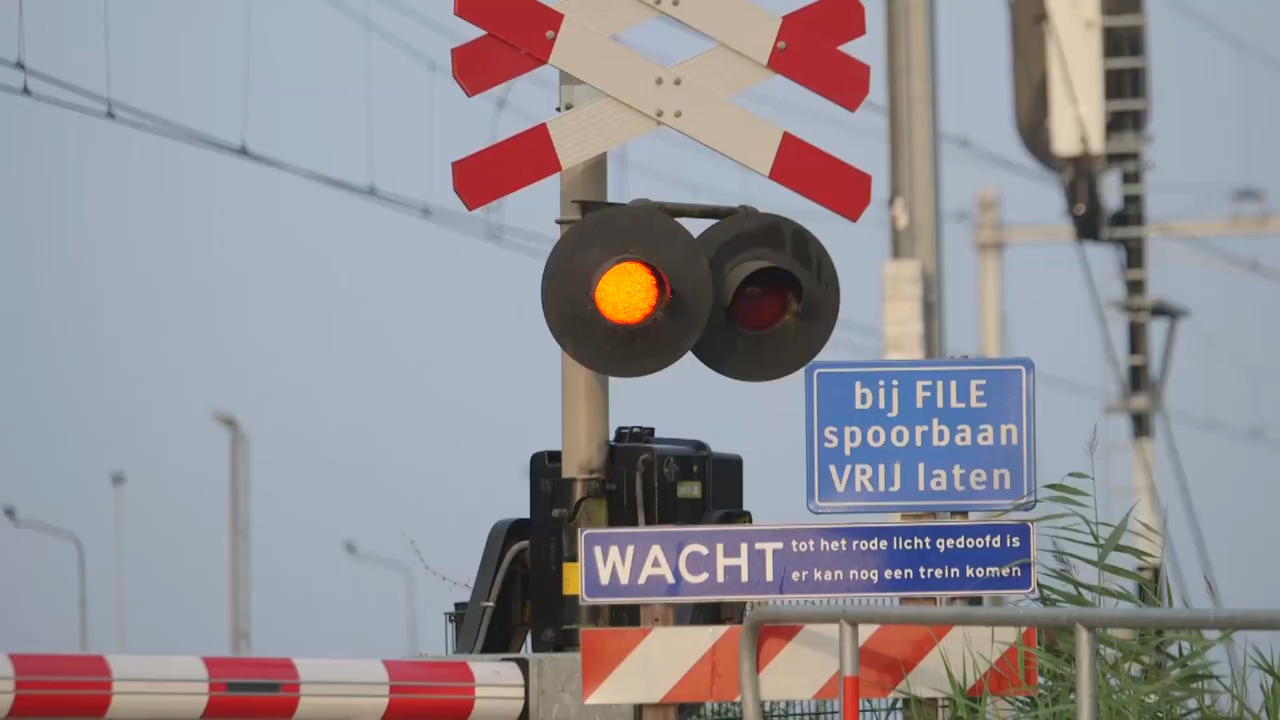 bij FILE
spoorbaan
VRIJ laten
WACHT tot het rode licht gedoofd is
er kan nog een trein komen